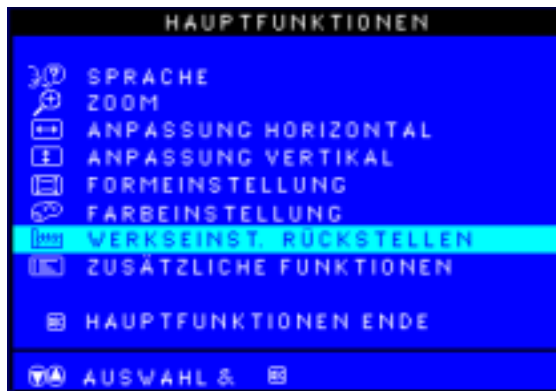 HAUPTFUNKTIONEN
SPRACHE
ZOOM
ANPASSUNG HORIZONTAL
ANPASSUNG VERTIKAL
FORMEINSTELLUNG
FARBEINSTELLUNG
WERKSEINST. RÜCKSTELLEN
ZUSÄTZLICHE FUNKTIONEN
HAUPTFUNKTIONEN ENDE
AUSWAHL &